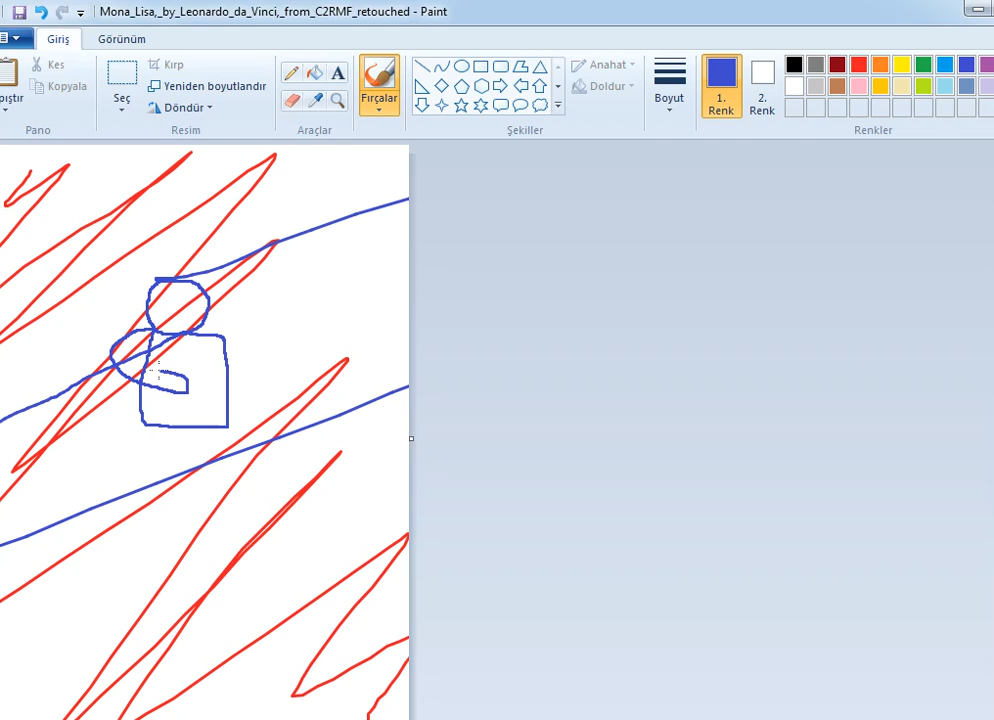 Mona_Lisa,_by_Leonardo_da_Vinci,_from_C2RMF_retouched - Paint
Giriş
Görünüm
Kes
Kopyala
pıştır
Pano
Seç
Kırp
Yeniden boyutlandır
Döndür
Resim
A
Araçlar
Fırçalar
Şekiller
Anahat
Doldur
Boyut
1.
Renk
2.
Renk
Renkler